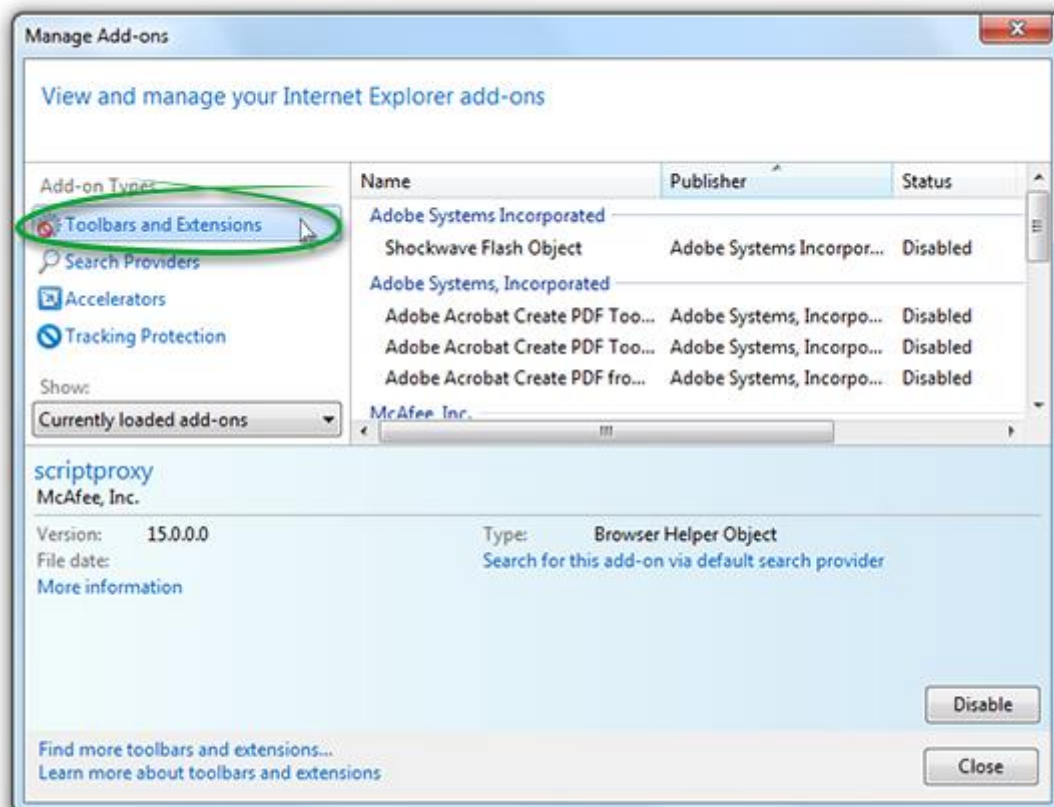 Manage Add-ons
View and manage your Internet Explorer add-ons
Add-on Types
Toolbars and Extensions
Search Providers
Accelerators
Tracking Protection
Show:
Currently loaded add-ons
Name Publisher Status
Adobe Systems Incorporated
Shockwave Flash Object Adobe Systems Incorpor... Disabled
Adobe Systems, Incorporated
Adobe Acrobat Create PDF Too... Adobe Systems, Incorpo... Disabled
Adobe Acrobat Create PDF Too... Adobe Systems, Incorpo... Disabled
Adobe Acrobat Create PDF fro... Adobe Systems, Incorpo... Disabled
McAfee, Inc.
scriptproxy
McAfee, Inc.
Version: 15.0.0.0 Type: Browser Helper Object
File date: Search for this add-on via default search provider
More information
Disable
Find more toolbars and extensions...
Learn more about toolbars and extensions
Close